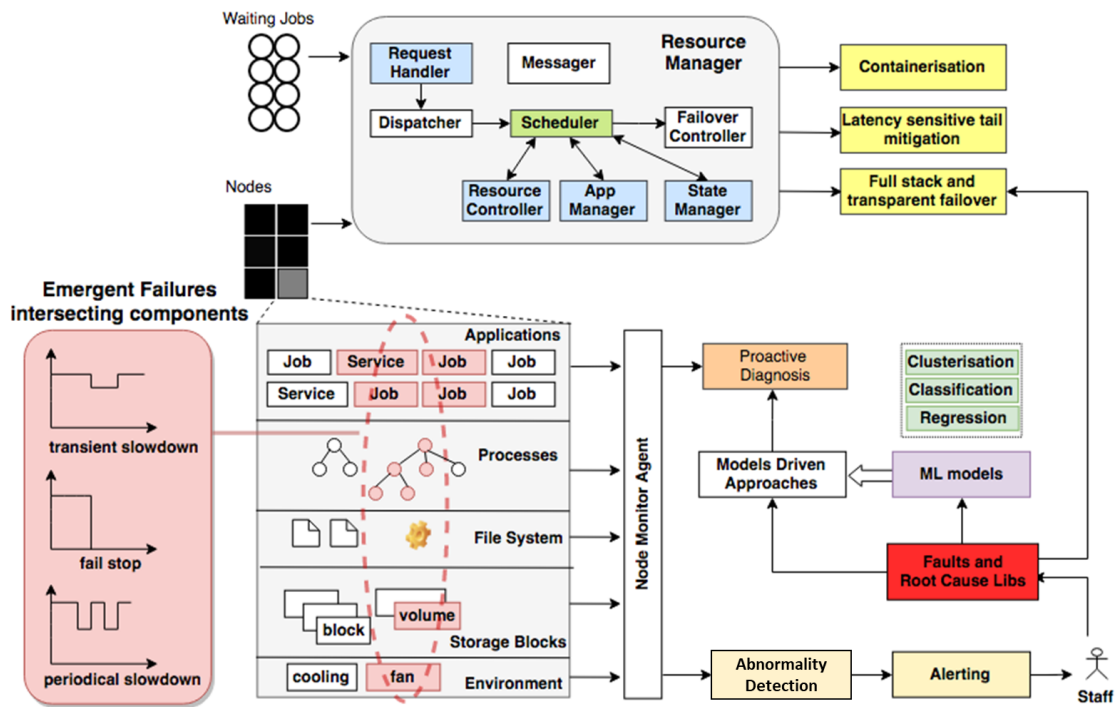 Waiting Jobs
Request
Handler
Messager
Resource
Manager
Dispatcher
Scheduler
Failover
Controller
Resource
Controller
App
Manager
State
Manager
Containerisation
Latency sensitive tail
mitigation
Full stack and
transparent failover
Nodes
Emergent Failures
intersecting components
transient slowdown
fail stop
periodical slowdown
Applications
Job
Service
Job
Job
Service
Job
Job
Job
Processes
File System
block
volume
Storage Blocks
cooling
fan
Environment
Node Monitor Agent
Proactive
Diagnosis
Clusterisation
Classification
Regression
Models Driven
Approaches
ML models
Faults and
Root Cause Libs
Abnormality
Detection
Alerting
Staff